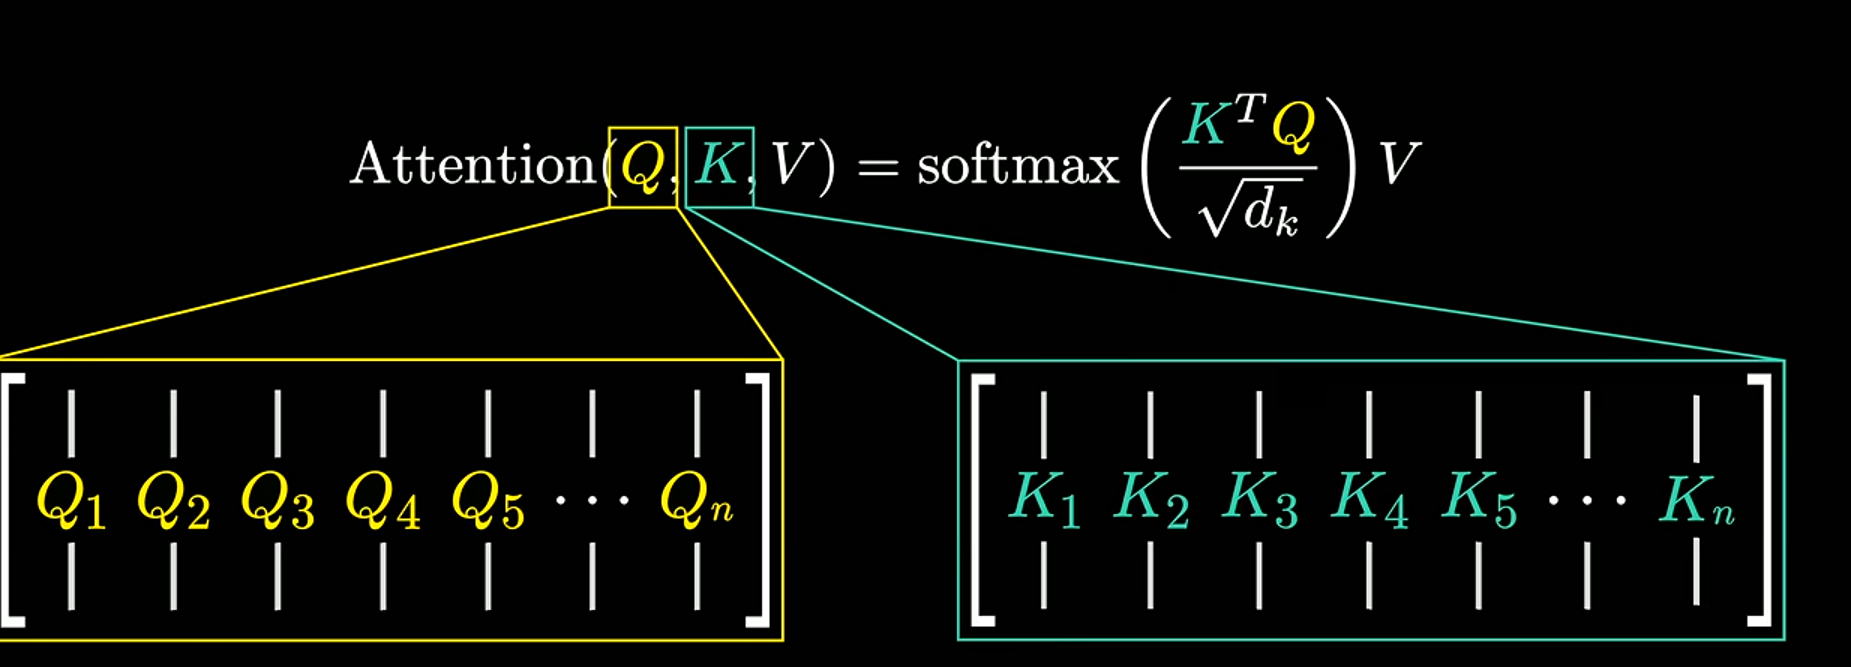 Attention(Q, K, V) = softmax(K^T Q / √d_k) V
[Q₁ Q₂ Q₃ Q₄ Q₅ ⋯ Qₙ] [K₁ K₂ K₃ K₄ K₅ ⋯ Kₙ]